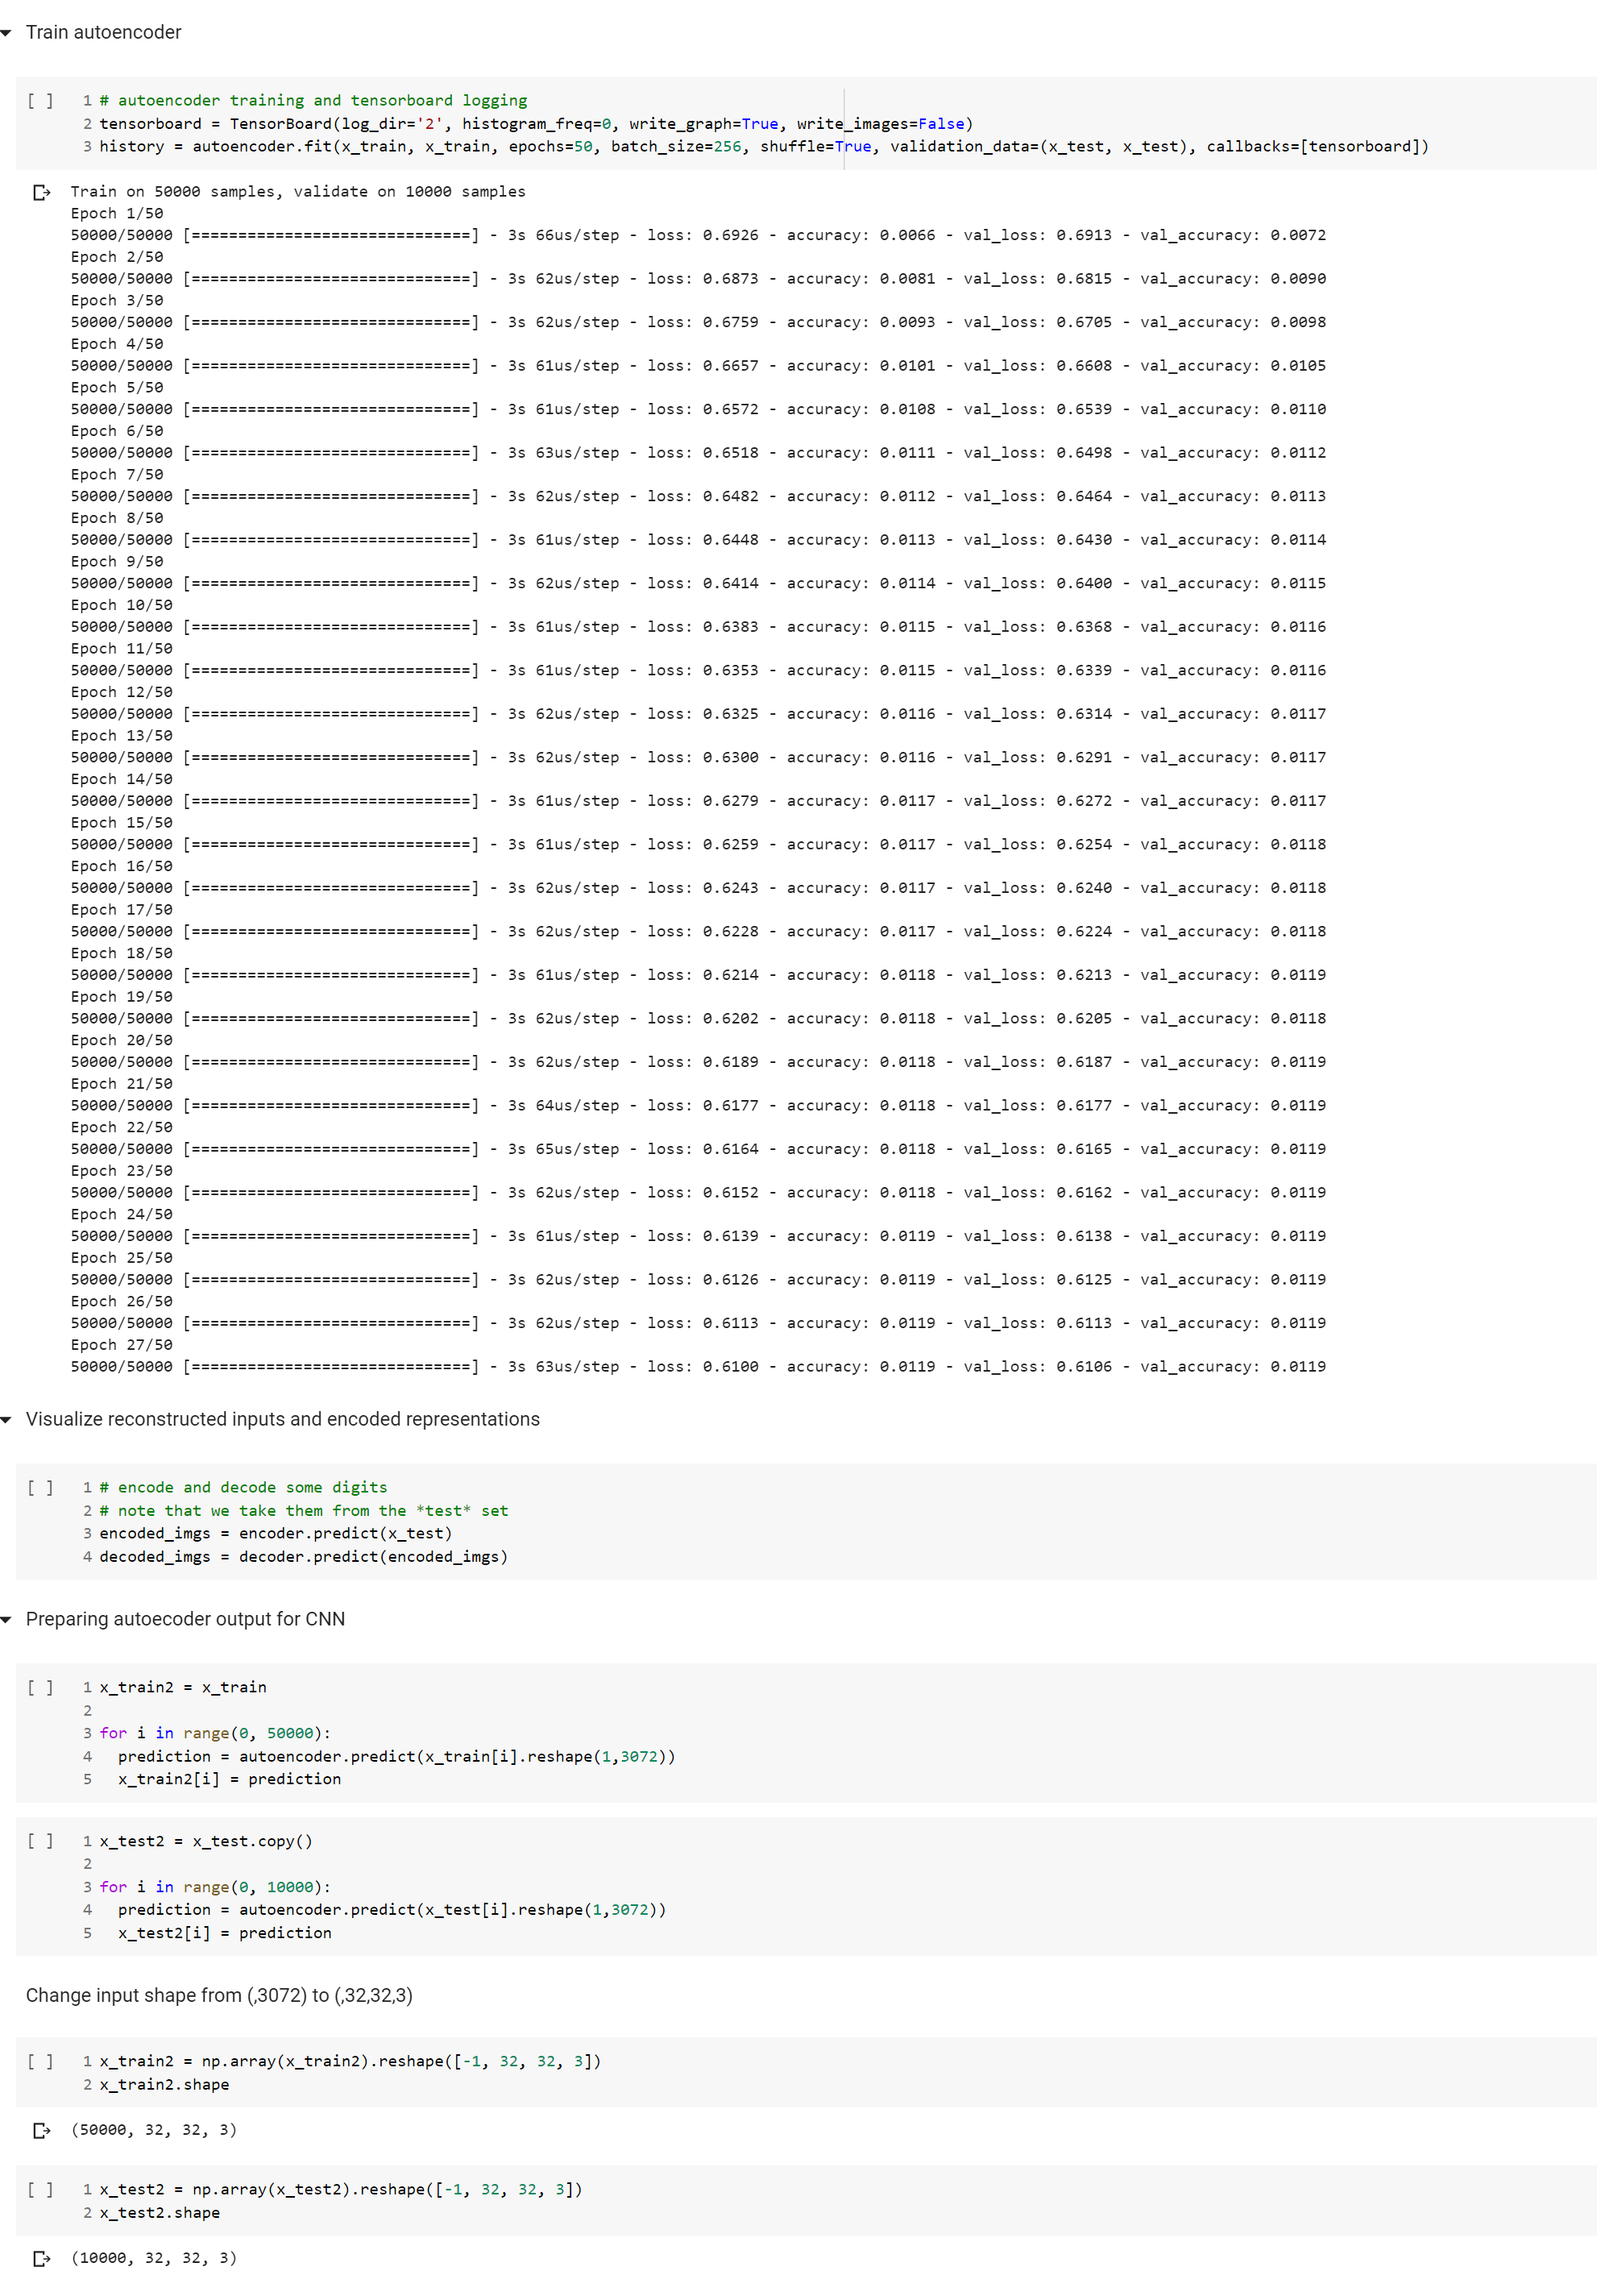 Train autoencoder
[ ] 1 # autoencoder training and tensorboard logging
2 tensorboard = TensorBoard(log_dir='2', histogram_freq=0, write_graph=True, write_images=False)
3 history = autoencoder.fit(x_train, x_train, epochs=50, batch_size=256, shuffle=True, validation_data=(x_test, x_test), callbacks=[tensorboard])
Train on 50000 samples, validate on 10000 samples
Epoch 1/50
50000/50000 [==============================] - 3s 66us/step - loss: 0.6926 - accuracy: 0.0066 - val_loss: 0.6913 - val_accuracy: 0.0072
Epoch 2/50
50000/50000 [==============================] - 3s 62us/step - loss: 0.6873 - accuracy: 0.0081 - val_loss: 0.6815 - val_accuracy: 0.0090
Epoch 3/50
50000/50000 [==============================] - 3s 62us/step - loss: 0.6759 - accuracy: 0.0093 - val_loss: 0.6705 - val_accuracy: 0.0098
Epoch 4/50
50000/50000 [==============================] - 3s 61us/step - loss: 0.6657 - accuracy: 0.0101 - val_loss: 0.6608 - val_accuracy: 0.0105
Epoch 5/50
50000/50000 [==============================] - 3s 61us/step - loss: 0.6572 - accuracy: 0.0108 - val_loss: 0.6539 - val_accuracy: 0.0110
Epoch 6/50
50000/50000 [==============================] - 3s 63us/step - loss: 0.6518 - accuracy: 0.0111 - val_loss: 0.6498 - val_accuracy: 0.0112
Epoch 7/50
50000/50000 [==============================] - 3s 62us/step - loss: 0.6482 - accuracy: 0.0112 - val_loss: 0.6464 - val_accuracy: 0.0113
Epoch 8/50
50000/50000 [==============================] - 3s 61us/step - loss: 0.6448 - accuracy: 0.0113 - val_loss: 0.6430 - val_accuracy: 0.0114
Epoch 9/50
50000/50000 [==============================] - 3s 62us/step - loss: 0.6414 - accuracy: 0.0114 - val_loss: 0.6400 - val_accuracy: 0.0115
Epoch 10/50
50000/50000 [==============================] - 3s 61us/step - loss: 0.6383 - accuracy: 0.0115 - val_loss: 0.6368 - val_accuracy: 0.0116
Epoch 11/50
50000/50000 [==============================] - 3s 61us/step - loss: 0.6353 - accuracy: 0.0115 - val_loss: 0.6339 - val_accuracy: 0.0116
Epoch 12/50
50000/50000 [==============================] - 3s 62us/step - loss: 0.6325 - accuracy: 0.0116 - val_loss: 0.6314 - val_accuracy: 0.0117
Epoch 13/50
50000/50000 [==============================] - 3s 62us/step - loss: 0.6300 - accuracy: 0.0116 - val_loss: 0.6291 - val_accuracy: 0.0117
Epoch 14/50
50000/50000 [==============================] - 3s 61us/step - loss: 0.6279 - accuracy: 0.0117 - val_loss: 0.6272 - val_accuracy: 0.0117
Epoch 15/50
50000/50000 [==============================] - 3s 61us/step - loss: 0.6259 - accuracy: 0.0117 - val_loss: 0.6254 - val_accuracy: 0.0118
Epoch 16/50
50000/50000 [==============================] - 3s 62us/step - loss: 0.6243 - accuracy: 0.0117 - val_loss: 0.6240 - val_accuracy: 0.0118
Epoch 17/50
50000/50000 [==============================] - 3s 62us/step - loss: 0.6228 - accuracy: 0.0117 - val_loss: 0.6224 - val_accuracy: 0.0118
Epoch 18/50
50000/50000 [==============================] - 3s 61us/step - loss: 0.6214 - accuracy: 0.0118 - val_loss: 0.6213 - val_accuracy: 0.0119
Epoch 19/50
50000/50000 [==============================] - 3s 62us/step - loss: 0.6202 - accuracy: 0.0118 - val_loss: 0.6205 - val_accuracy: 0.0118
Epoch 20/50
50000/50000 [==============================] - 3s 62us/step - loss: 0.6189 - accuracy: 0.0118 - val_loss: 0.6187 - val_accuracy: 0.0119
Epoch 21/50
50000/50000 [==============================] - 3s 64us/step - loss: 0.6177 - accuracy: 0.0118 - val_loss: 0.6177 - val_accuracy: 0.0119
Epoch 22/50
50000/50000 [==============================] - 3s 65us/step - loss: 0.6164 - accuracy: 0.0118 - val_loss: 0.6165 - val_accuracy: 0.0119
Epoch 23/50
50000/50000 [==============================] - 3s 62us/step - loss: 0.6152 - accuracy: 0.0118 - val_loss: 0.6162 - val_accuracy: 0.0119
Epoch 24/50
50000/50000 [==============================] - 3s 61us/step - loss: 0.6139 - accuracy: 0.0119 - val_loss: 0.6138 - val_accuracy: 0.0119
Epoch 25/50
50000/50000 [==============================] - 3s 62us/step - loss: 0.6126 - accuracy: 0.0119 - val_loss: 0.6125 - val_accuracy: 0.0119
Epoch 26/50
50000/50000 [==============================] - 3s 62us/step - loss: 0.6113 - accuracy: 0.0119 - val_loss: 0.6113 - val_accuracy: 0.0119
Epoch 27/50
50000/50000 [==============================] - 3s 63us/step - loss: 0.6100 - accuracy: 0.0119 - val_loss: 0.6106 - val_accuracy: 0.0119
Visualize reconstructed inputs and encoded representations
[ ] 1 # encode and decode some digits
2 # note that we take them from the *test* set
3 encoded_imgs = encoder.predict(x_test)
4 decoded_imgs = decoder.predict(encoded_imgs)
Preparing autoecoder output for CNN
[ ] 1 x_train2 = x_train
2
3 for i in range(0, 50000):
4   prediction = autoencoder.predict(x_train[i].reshape(1,3072))
5   x_train2[i] = prediction
[ ] 1 x_test2 = x_test.copy()
2
3 for i in range(0, 10000):
4   prediction = autoencoder.predict(x_test[i].reshape(1,3072))
5   x_test2[i] = prediction
Change input shape from (,3072) to (,32,32,3)
[ ] 1 x_train2 = np.array(x_train2).reshape([-1, 32, 32, 3])
2 x_train2.shape
(50000, 32, 32, 3)
[ ] 1 x_test2 = np.array(x_test2).reshape([-1, 32, 32, 3])
2 x_test2.shape
(10000, 32, 32, 3)